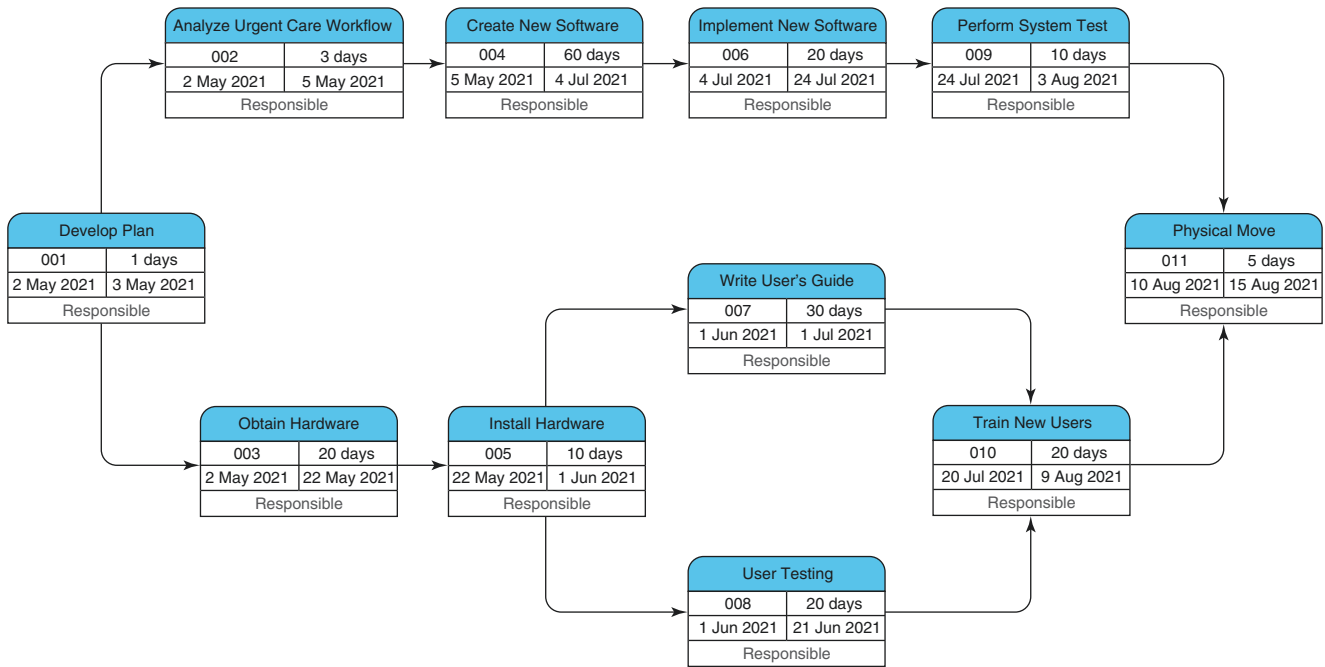 Analyze Urgent Care Workflow
002 3 days
2 May 2021 5 May 2021
Responsible
Create New Software
004 60 days
5 May 2021 4 Jul 2021
Responsible
Implement New Software
006 20 days
4 Jul 2021 24 Jul 2021
Responsible
Perform System Test
009 10 days
24 Jul 2021 3 Aug 2021
Responsible
Develop Plan
001 1 days
2 May 2021 3 May 2021
Responsible
Physical Move
011 5 days
10 Aug 2021 15 Aug 2021
Responsible
Write User's Guide
007 30 days
1 Jun 2021 1 Jul 2021
Responsible
Obtain Hardware
003 20 days
2 May 2021 22 May 2021
Responsible
Install Hardware
005 10 days
22 May 2021 1 Jun 2021
Responsible
Train New Users
010 20 days
20 Jul 2021 9 Aug 2021
Responsible
User Testing
008 20 days
1 Jun 2021 21 Jun 2021
Responsible